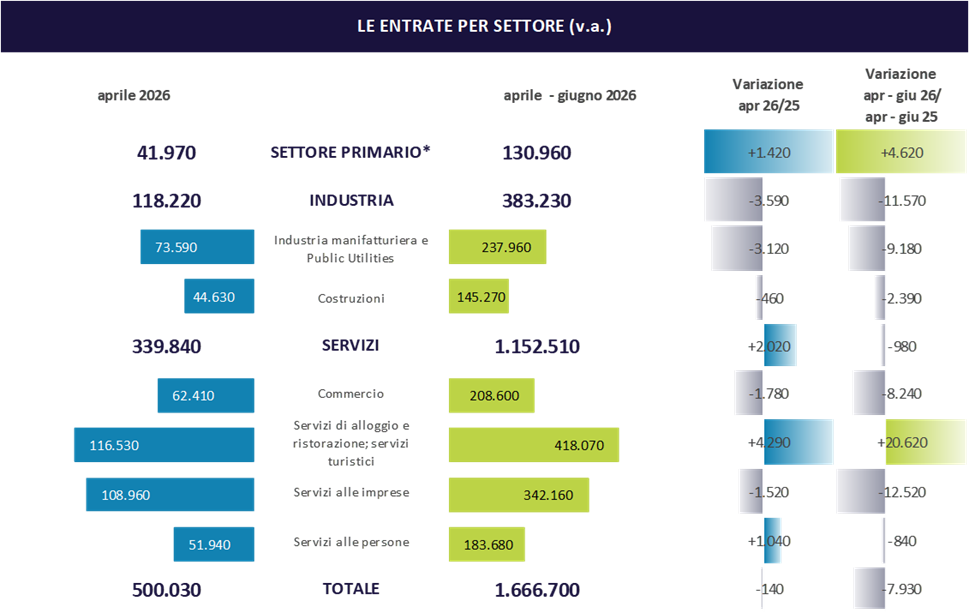 LE ENTRATE PER SETTORE (v.a.)
aprile 2026
aprile - giugno 2026
Variazione
apr 26/25
Variazione
apr - giu 26/
apr - giu 25
41.970 SETTORE PRIMARIO* 130.960 +1.420 +4.620
118.220 INDUSTRIA 383.230 -3.590 -11.570
73.590 Industria manifatturiera e
Public Utilities 237.960 -3.120 -9.180
44.630 Costruzioni 145.270 -460 -2.390
339.840 SERVIZI 1.152.510 +2.020 -980
62.410 Commercio 208.600 -1.780 -8.240
116.530 Servizi di alloggio e
ristorazione; servizi
turistici 418.070 +4.290 +20.620
108.960 Servizi alle imprese 342.160 -1.520 -12.520
51.940 Servizi alle persone 183.680 +1.040 -840
500.030 TOTALE 1.666.700 -140 -7.930